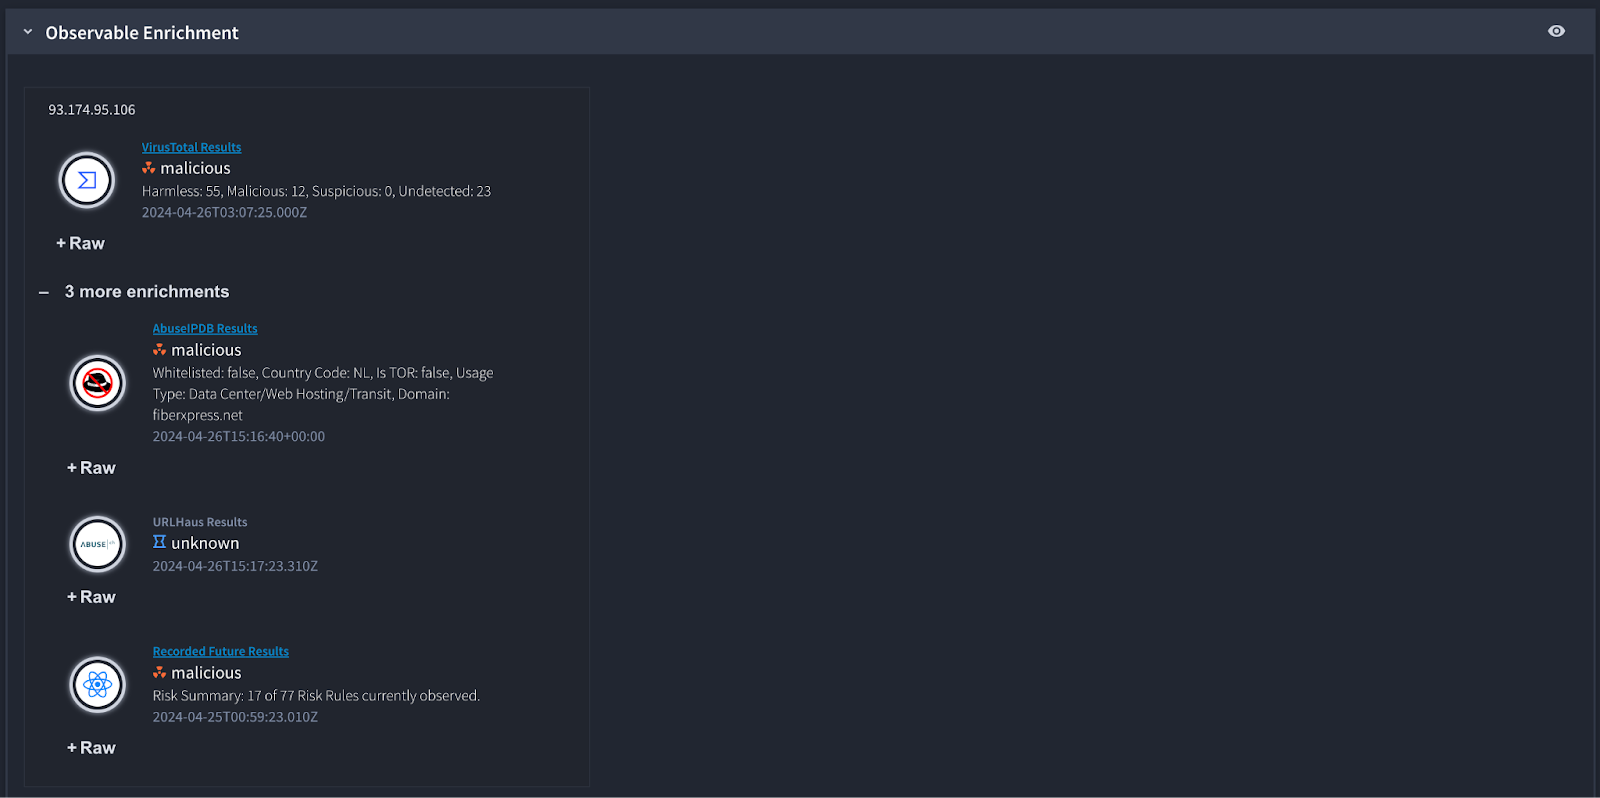 Observable Enrichment
93.174.95.106
VirusTotal Results
malicious
Harmless: 55, Malicious: 12, Suspicious: 0, Undetected: 23
2024-04-26T03:07:25.000Z
+ Raw
– 3 more enrichments
AbuseIPDB Results
malicious
Whitelisted: false, Country Code: NL, Is TOR: false, Usage
Type: Data Center/Web Hosting/Transit, Domain:
fiberxpress.net
2024-04-26T15:16:40+00:00
+ Raw
URLHaus Results
ABUSE
unknown
2024-04-26T15:17:23.310Z
+ Raw
Recorded Future Results
malicious
Risk Summary: 17 of 77 Risk Rules currently observed.
2024-04-25T00:59:23.010Z
+ Raw